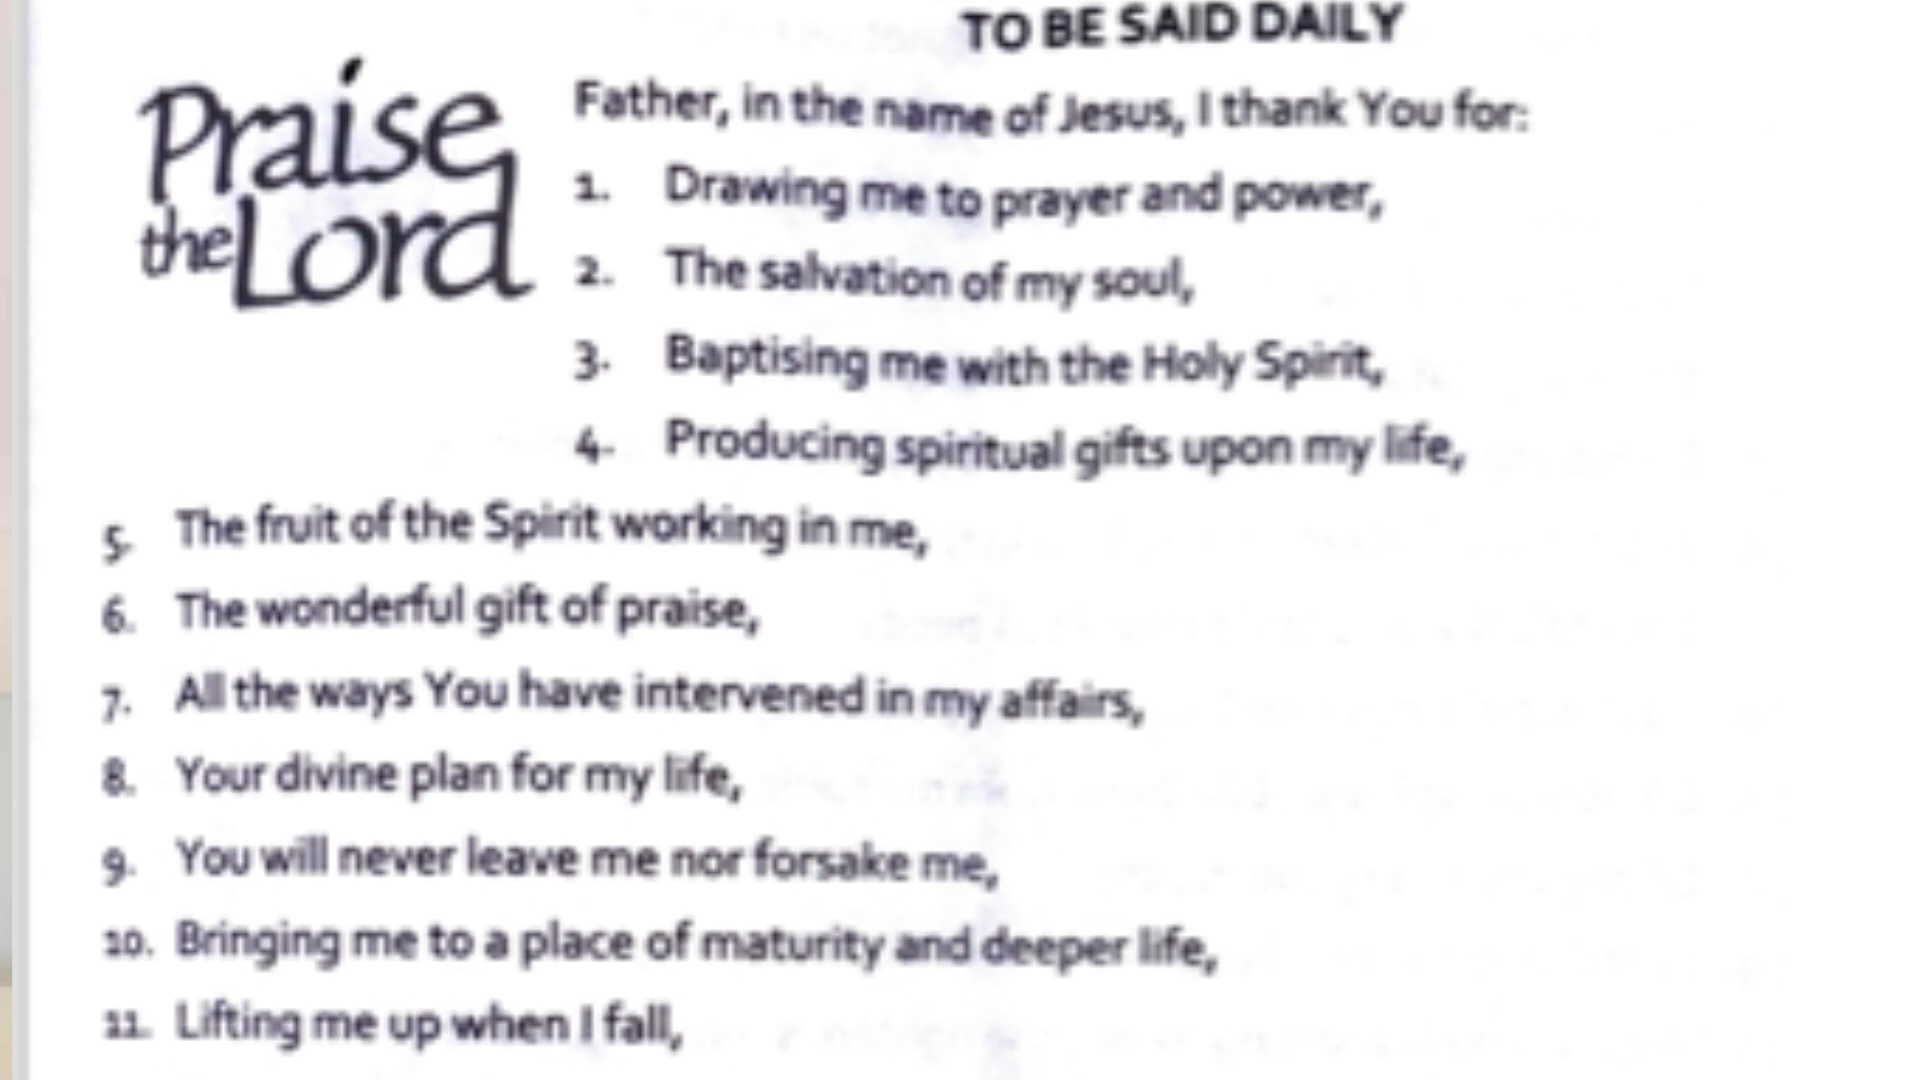 TO BE SAID DAILY
Praise
the Lord
Father, in the name of Jesus, I thank You for:
1. Drawing me to prayer and power,
2. The salvation of my soul,
3. Baptising me with the Holy Spirit,
4. Producing spiritual gifts upon my life,
5. The fruit of the Spirit working in me,
6. The wonderful gift of praise,
7. All the ways You have intervened in my affairs,
8. Your divine plan for my life,
9. You will never leave me nor forsake me,
10. Bringing me to a place of maturity and deeper life,
11. Lifting me up when I fall,